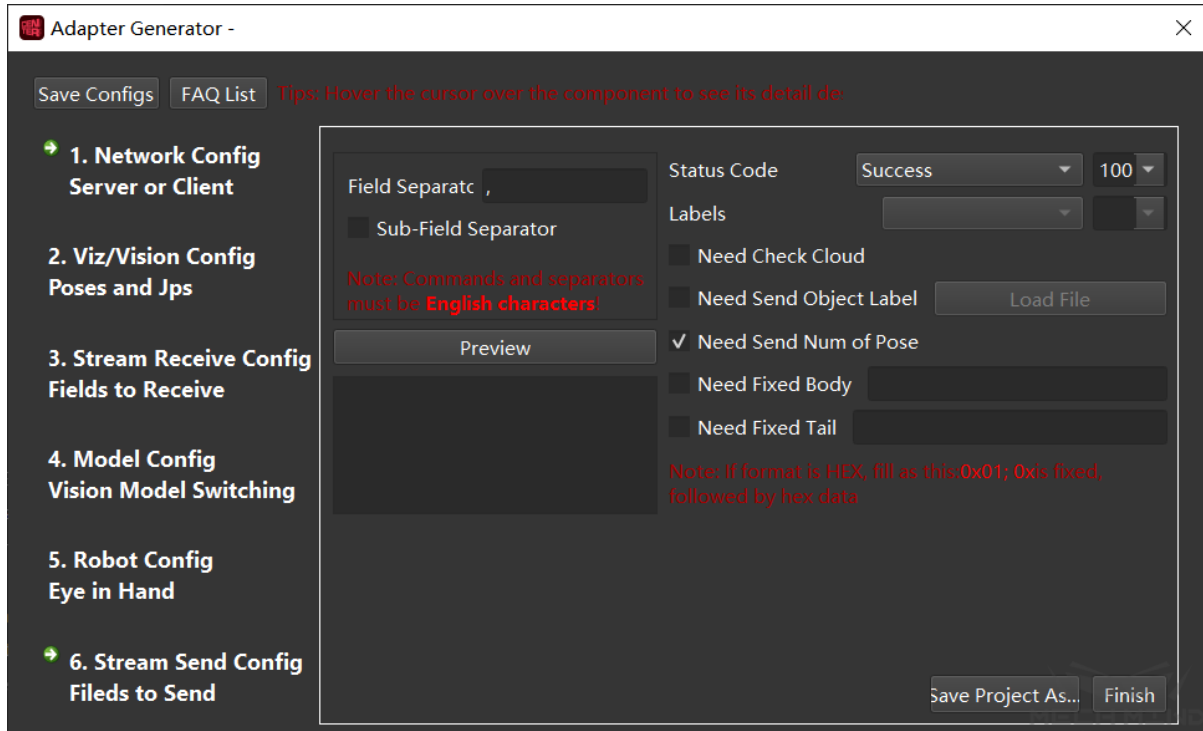 Adapter Generator -
Save Configs
FAQ List
Tips: Hover the cursor over the component to see its detail de
1. Network Config
Server or Client
2. Viz/Vision Config
Poses and Jps
3. Stream Receive Config
Fields to Receive
4. Model Config
Vision Model Switching
5. Robot Config
Eye in Hand
6. Stream Send Config
Fileds to Send
Field Separatc ,
Sub-Field Separator
Note: Commands and separators
must be English characters!
Preview
Status Code Success 100
Labels
Need Check Cloud
Need Send Object Label Load File
Need Send Num of Pose
Need Fixed Body
Need Fixed Tail
Note: If format is HEX, fill as this:0x01; 0xis fixed,
followed by hex data
Save Project As... Finish
MECH MIND